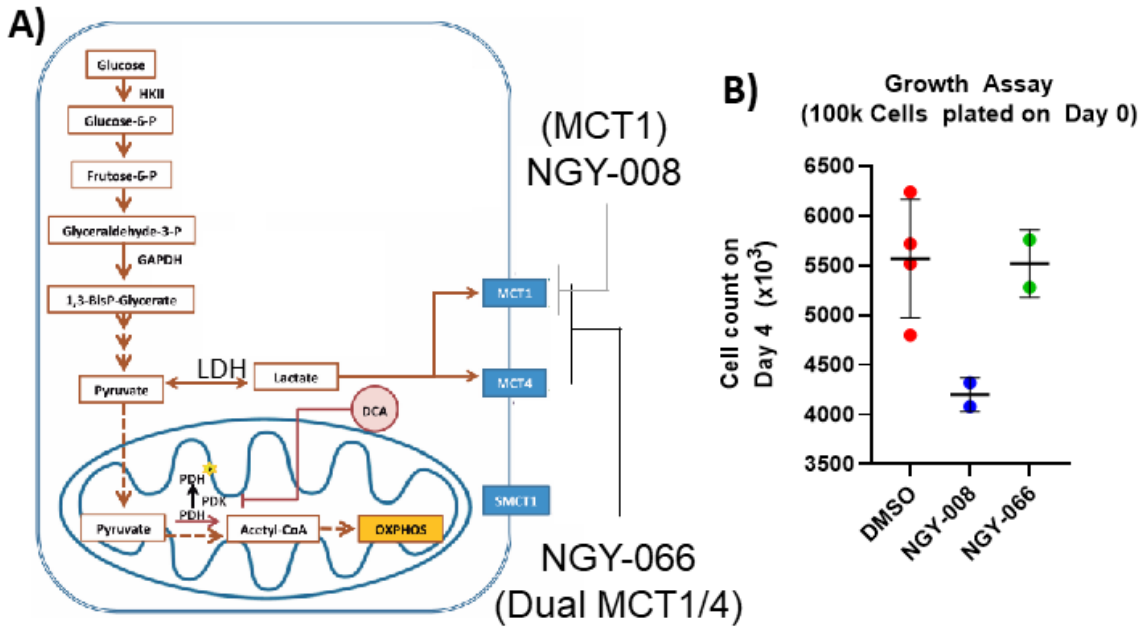 A)
Glucose
HKII
Glucose-6-P
Frutose-6-P
Glyceraldehyde-3-P
GAPDH
1,3-BisP-Glycerate
Pyruvate
LDH
Lactate
MCT1
MCT4
SMCT1
DCA
PDH
PDK
PDH
Pyruvate
Acetyl-CoA
OXPHOS
(MCT1)
NGY-008
NGY-066
(Dual MCT1/4)
B)
Growth Assay
(100k Cells plated on Day 0)
Cell count on
Day 4 (x10³)
6500
6000
5500
5000
4500
4000
3500
DMSO
NGY-008
NGY-066